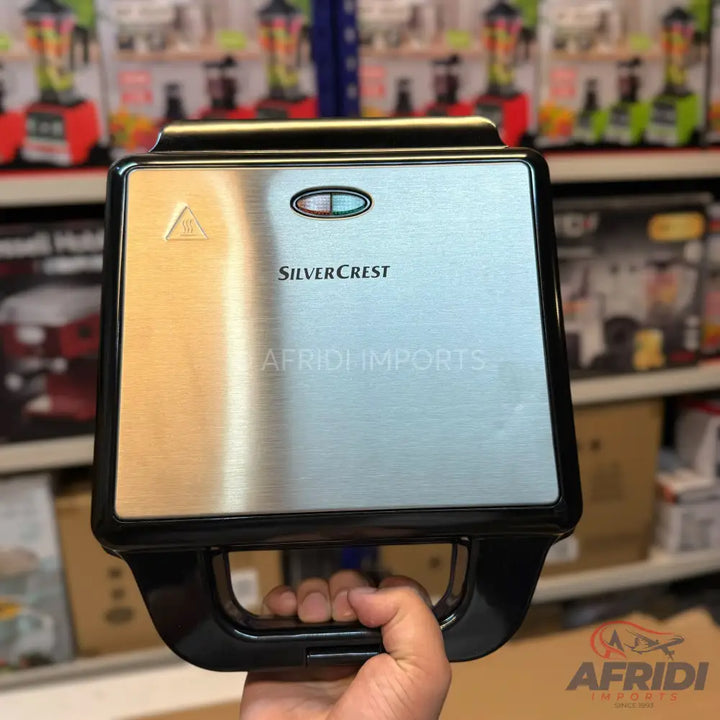 SILVERCREST
AFRIDI IMPORTS
AFRIDI
IMPORTS
SINCE 1993